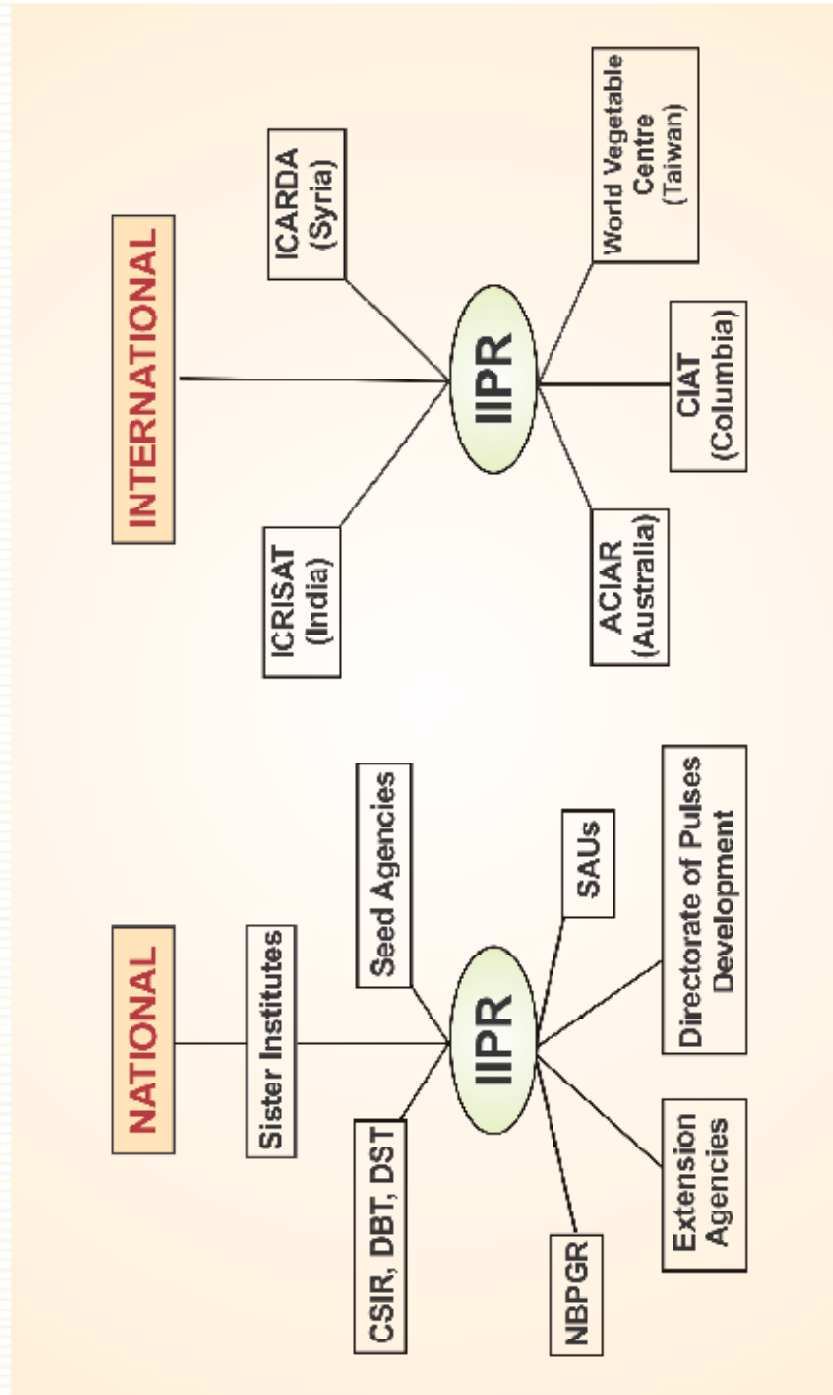 NATIONAL
Sister Institutes
CSIR, DBT, DST
Seed Agencies
IIPR
NBPGR
SAUs
Extension
Agencies
Directorate of Pulses
Development
INTERNATIONAL
ICRISAT
(India)
ICARDA
(Syria)
IIPR
ACIAR
(Australia)
CIAT
(Columbia)
World Vegetable
Centre
(Taiwan)